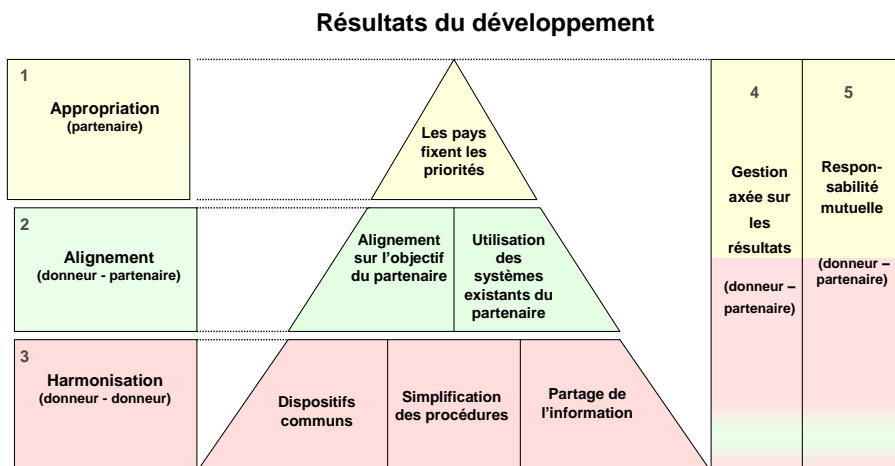 Résultats du développement
1
Appropriation
(partenaire)
Les pays
fixent les
priorités
2
Alignement
(donneur - partenaire)
Alignement
sur l’objectif
du partenaire
Utilisation
des
systèmes
existants du
partenaire
3
Harmonisation
(donneur - donneur)
Dispositifs
communs
Simplification
des procédures
Partage de
l’information
4
Gestion
axée sur
les
résultats
(donneur –
partenaire)
5
Respon-
sabilité
mutuelle
(donneur –
partenaire)